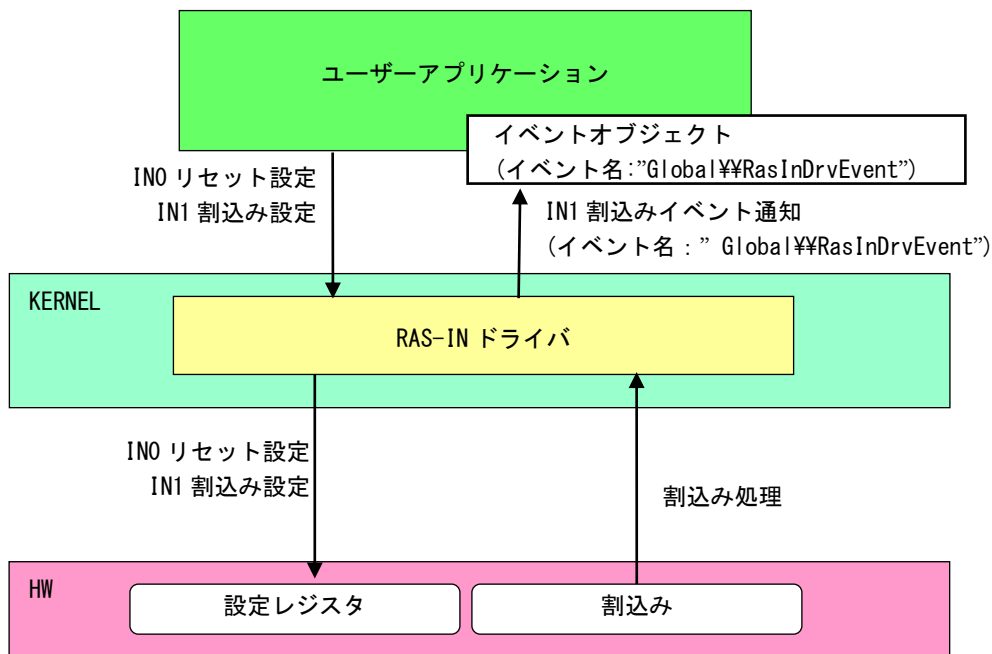 ユーザーアプリケーション
イベントオブジェクト
(イベント名:”Global¥¥RasInDrvEvent”)
IN0 リセット設定
IN1 割込み設定
IN1 割込みイベント通知
(イベント名：” Global¥¥RasInDrvEvent”)
KERNEL
RAS-IN ドライバ
IN0 リセット設定
IN1 割込み設定
割込み処理
HW
設定レジスタ
割込み